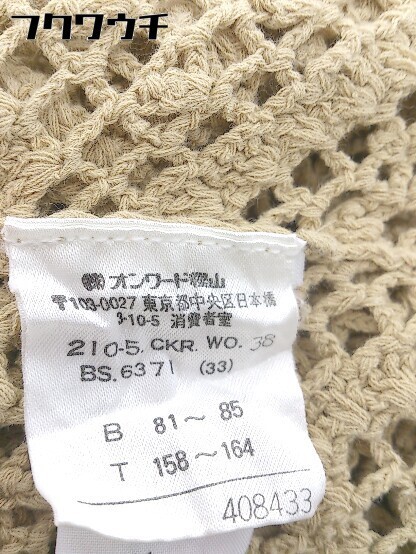 フクワウチ
㈱オンワード樫山
〒103-0027 東京都中央区日本橋
3-10-5 消費者室
210-5. CKR. WO. 38
BS. 6371 (33)
B 81～ 85
T 158～164
408433